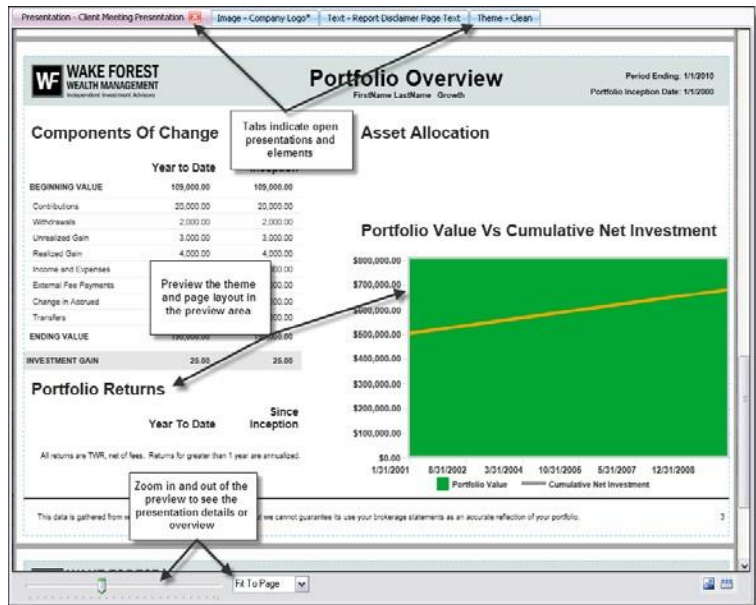 Presentation - Client Meeting Presentation
Image - Company Logo*
Text - Report Disclaimer Page Text
Theme - Clean
WF
WAKE FOREST
WEALTH MANAGEMENT
Independent Investment Advisors
Portfolio Overview
FirstName LastName Growth
Period Ending: 1/1/2010
Portfolio Inception Date: 1/1/2000
Tabs indicate open
presentations and
elements
Components Of Change
Year to Date
Inception
BEGINNING VALUE 109,000.00 109,000.00
Contributions 20,000.00 20,000.00
Withdrawals 2,000.00 2,000.00
Unrealized Gain 3,000.00 3,000.00
Realized Gain 4,000.00 4,000.00
Income and Expenses
External Fee Payments
Change in Accrued
Transfers
ENDING VALUE
INVESTMENT GAIN 25.00 25.00
Preview the theme
and page layout in
the preview area
Portfolio Returns
Year To Date
Since
Inception
All returns are TWR, net of fees. Returns for greater than 1 year are annualized.
Asset Allocation
Portfolio Value Vs Cumulative Net Investment
$800,000.00
$700,000.00
$600,000.00
$500,000.00
$400,000.00
$300,000.00
$200,000.00
$100,000.00
$0.00
1/31/2001 8/31/2002 3/31/2004 10/31/2005 5/31/2007 12/31/2008
Portfolio Value Cumulative Net Investment
Zoom in and out of the
preview to see the
presentation details or
overview
This data is gathered from we cannot guarantee its use your brokerage statements as an accurate reflection of your portfolio. 3
Fit To Page